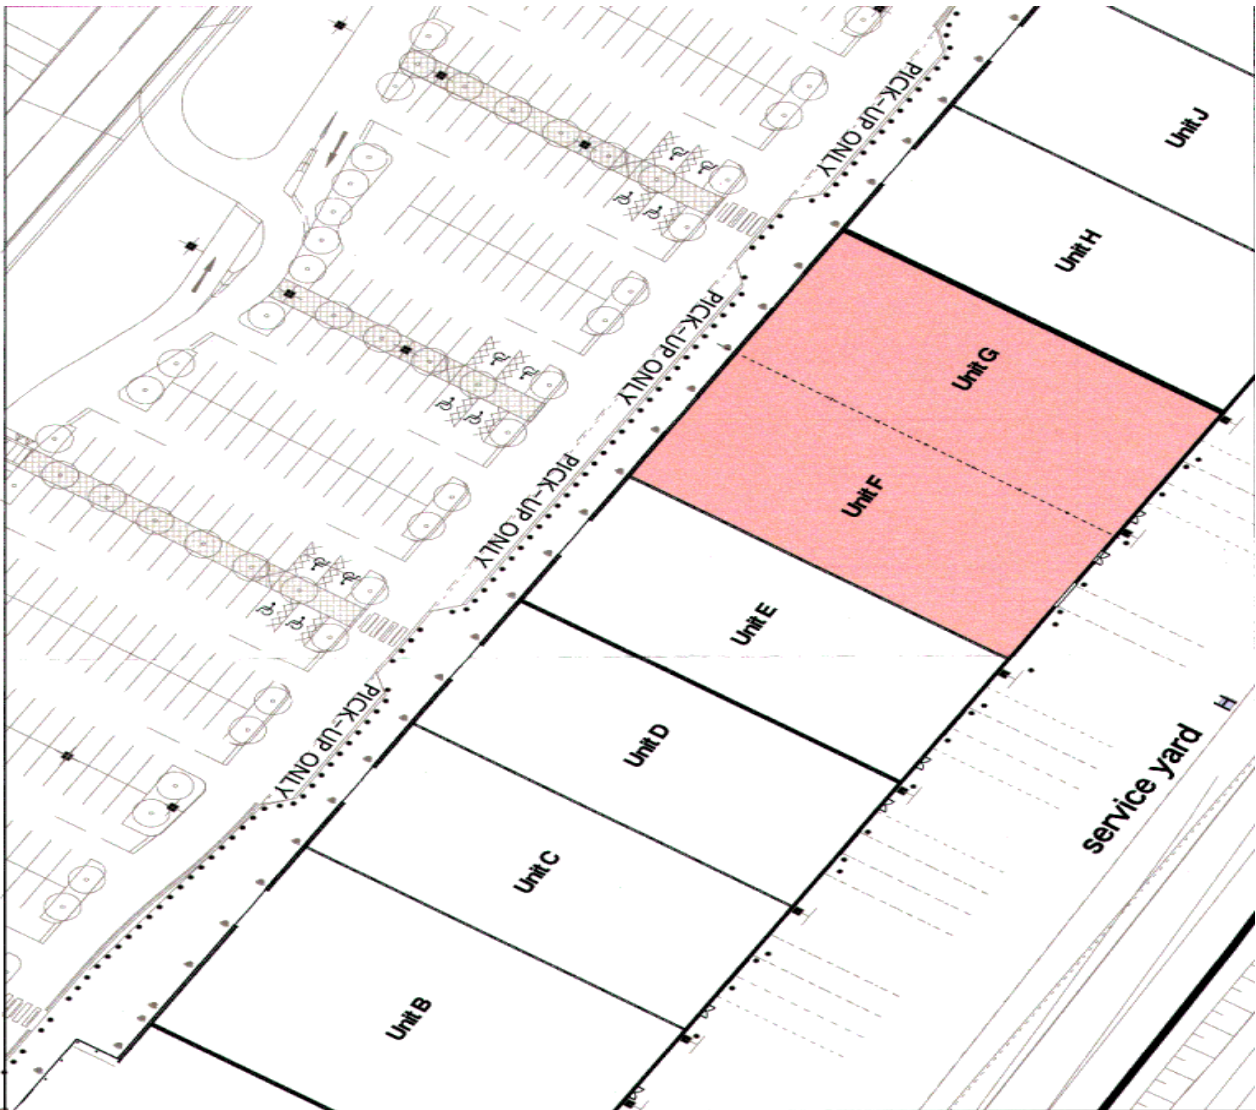 PICK-UP ONLY
Unit J
Unit H
PICK-UP ONLY
Unit G
Unit F
PICK-UP ONLY
Unit E
PICK-UP ONLY
Unit D
service yard
Unit C
Unit B